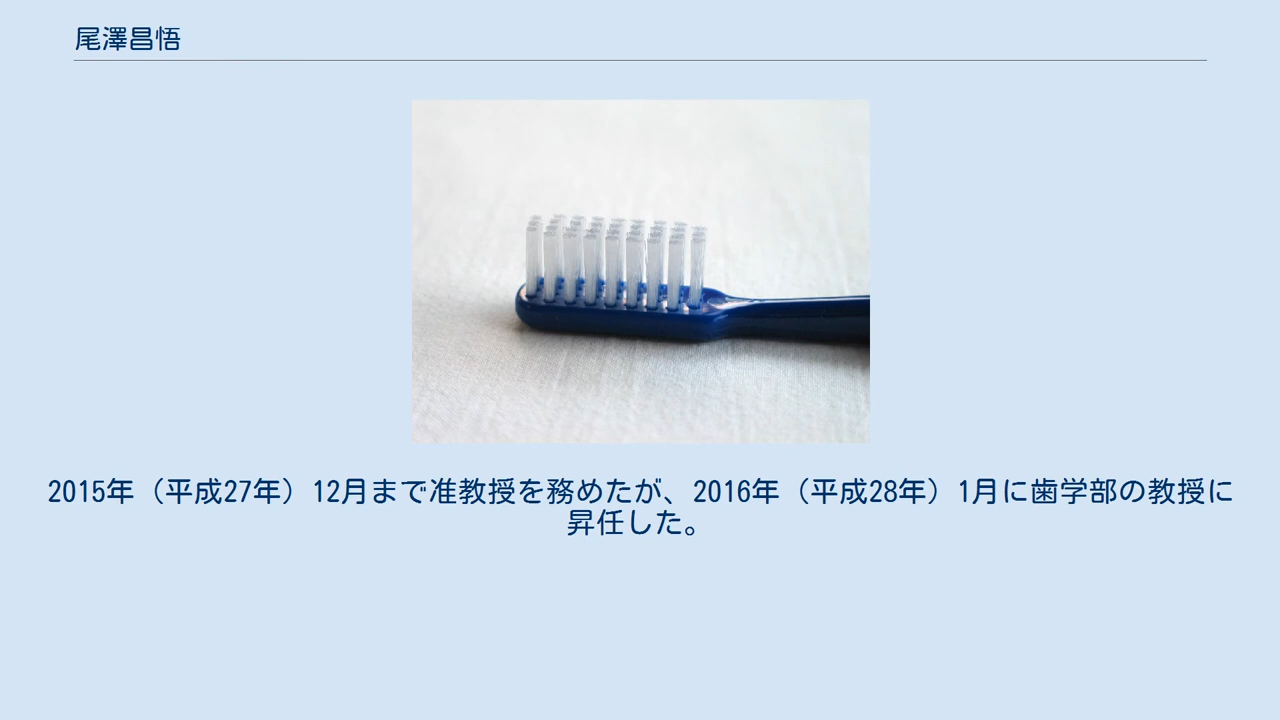 尾澤昌悟
2015年（平成27年）12月まで准教授を務めたが、2016年（平成28年）1月に歯学部の教授に
昇任した。